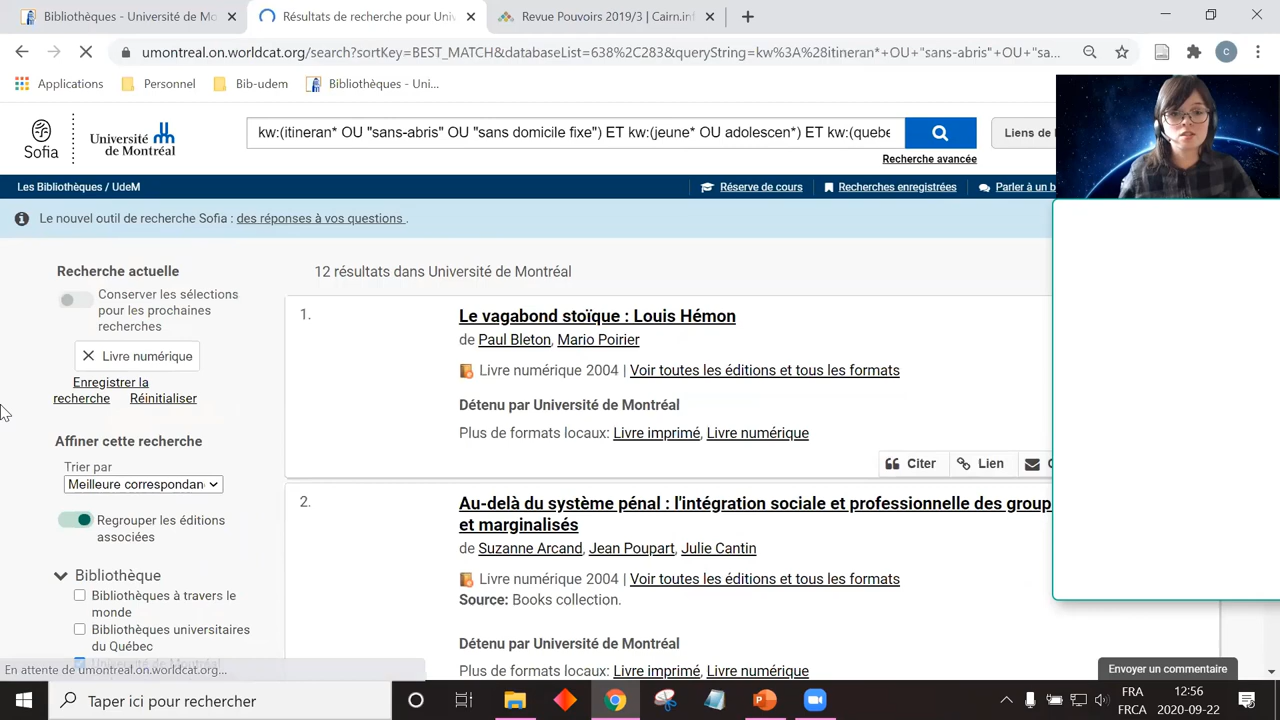 Bibliothèques - Université de Mo
Résultats de recherche pour Univ
Revue Pouvoirs 2019/3 | Cairn.inf
umontreal.on.worldcat.org/search?sortKey=BEST_MATCH&databaseList=638%2C283&queryString=kw%3A%28itineran*+OU+"sans-abris"+OU+"sa...
C
Applications
Personnel
Bib-udem
Bibliothèques - Uni...
Sofia
Université de Montréal
kw:(itineran* OU "sans-abris" OU "sans domicile fixe") ET kw:(jeune* OU adolescen*) ET kw:(quebe
Liens de
Recherche avancée
Les Bibliothèques / UdeM
Réserve de cours
Recherches enregistrées
Parler à un b
Le nouvel outil de recherche Sofia : des réponses à vos questions .
Recherche actuelle
Conserver les sélections
pour les prochaines
recherches
Livre numérique
Enregistrer la
recherche
Réinitialiser
Affiner cette recherche
Trier par
Meilleure correspondan
Regrouper les éditions
associées
Bibliothèque
Bibliothèques à travers le
monde
Bibliothèques universitaires
du Québec
Université de Montréal
En attente de umontreal.on.worldcat.org...
12 résultats dans Université de Montréal
1.
Le vagabond stoïque : Louis Hémon
de Paul Bleton, Mario Poirier
Livre numérique 2004 | Voir toutes les éditions et tous les formats
Détenu par Université de Montréal
Plus de formats locaux: Livre imprimé, Livre numérique
Citer
Lien
2.
Au-delà du système pénal : l'intégration sociale et professionnelle des group
et marginalisés
de Suzanne Arcand, Jean Poupart, Julie Cantin
Livre numérique 2004 | Voir toutes les éditions et tous les formats
Source: Books collection.
Détenu par Université de Montréal
Plus de formats locaux: Livre imprimé, Livre numérique
Envoyer un commentaire
Taper ici pour rechercher
FRA
FRCA
12:56
2020-09-22